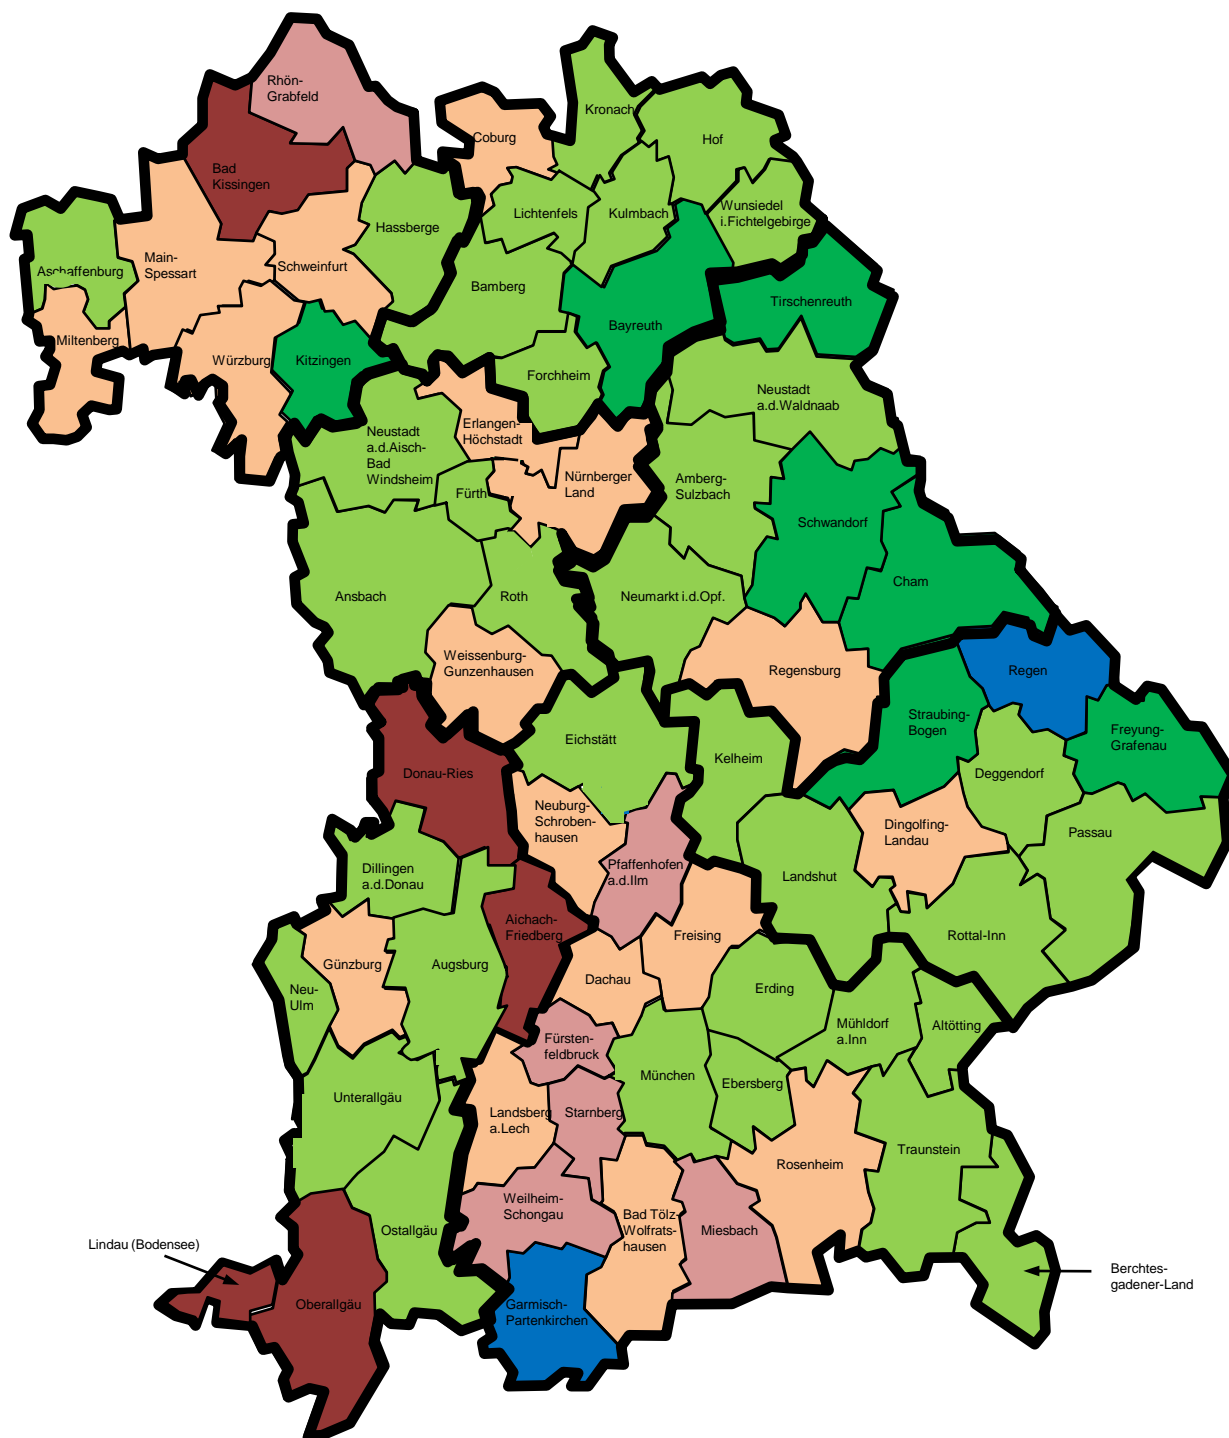 Rhön-
Grabfeld
Kronach
Coburg
Hof
Bad
Kissingen
Wunsiedel
i.Fichtelgebirge
Lichtenfels
Kulmbach
Hassberge
Main-
Spessart
Schweinfurt
Aschaffenburg
Bamberg
Tirschenreuth
Bayreuth
Miltenberg
Würzburg
Kitzingen
Forchheim
Neustadt
a.d.Waldnaab
Neustadt
a.d.Aisch-
Bad
Windsheim
Erlangen-
Höchstadt
Nürnberger
Land
Fürth
Amberg-
Sulzbach
Schwandorf
Cham
Ansbach
Roth
Neumarkt i.d.Opf.
Weissenburg-
Gunzenhausen
Regensburg
Regen
Straubing-
Bogen
Freyung-
Grafenau
Eichstätt
Kelheim
Deggendorf
Donau-Ries
Neuburg-
Schroben-
hausen
Dingolfing-
Landau
Passau
Dillingen
a.d.Donau
Pfaffenhofen
a.d.Ilm
Landshut
Aichach-
Friedberg
Freising
Rottal-Inn
Günzburg
Augsburg
Dachau
Erding
Neu-
Ulm
Mühldorf
a.Inn
Altötting
Fürsten-
feldbruck
München
Ebersberg
Unterallgäu
Landsberg
a.Lech
Starnberg
Rosenheim
Traunstein
Weilheim-
Schongau
Bad Tölz-
Wolfrats-
hausen
Miesbach
Ostallgäu
Lindau (Bodensee)
Berchtes-
gadener-Land
Oberallgäu
Garmisch-
Partenkirchen